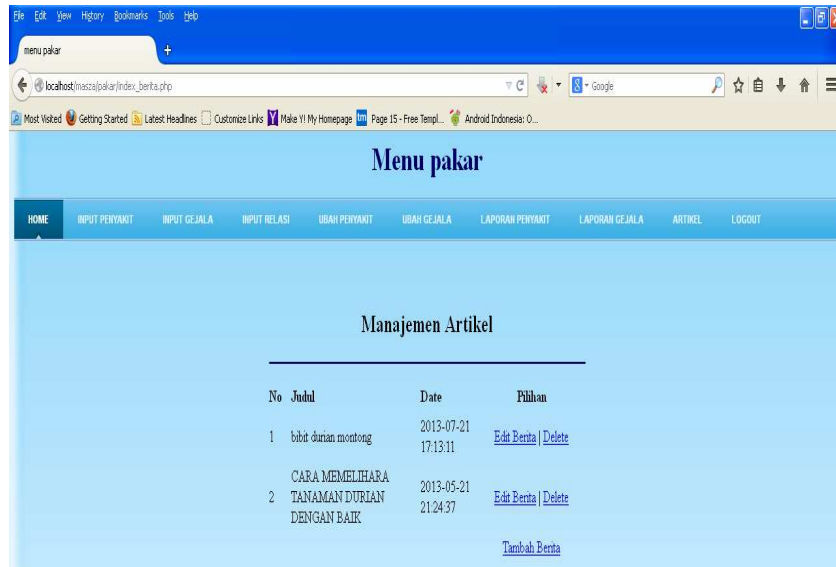 File Edit View History Bookmarks Tools Help
menu pakar
localhost/masza/pakar/index_berita.php
Google
Most Visited Getting Started Latest Headlines Customize Links Make Y! My Homepage Page 15 - Free Templ... Android Indonesia: O...
Menu pakar
HOME INPUT PENYAKIT INPUT GEJALA INPUT RELASI UBAH PENYAKIT UBAH GEJALA LAPORAN PENYAKIT LAPORAN GEJALA ARTIKEL LOGOUT
Manajemen Artikel
No Judul Date Pilihan
1 bibit durian montong 2013-07-21 17:13:11 Edit Berita | Delete
2 CARA MEMELIHARA TANAMAN DURIAN DENGAN BAIK 2013-05-21 21:24:37 Edit Berita | Delete
Tambah Berita